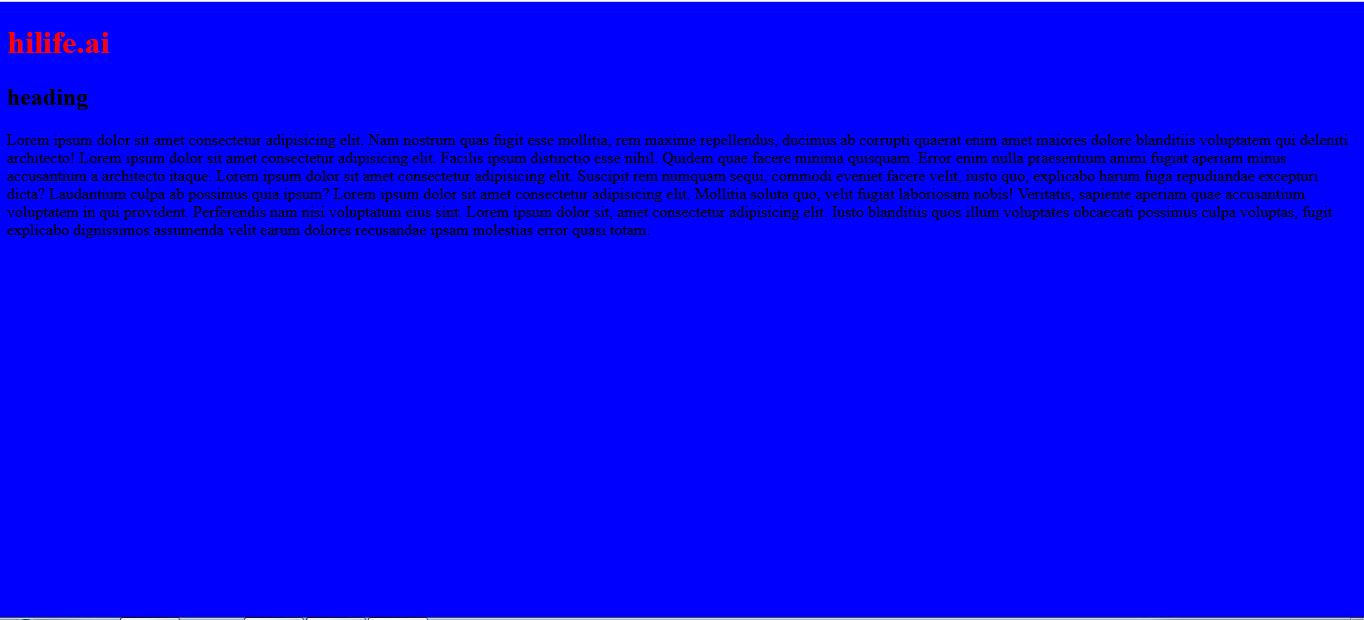 hilife.ai
heading
Lorem ipsum dolor sit amet consectetur adipisicing elit. Nam nostrum quas fugit esse mollitia, rem maxime repellendus, ducimus ab corrupti quaerat enim amet maiores dolore blanditiis voluptatem qui deleniti
architecto! Lorem ipsum dolor sit amet consectetur adipisicing elit. Facilis ipsum distinctio esse nihil. Quidem quae facere minima quisquam. Error enim nulla praesentium animi fugiat aperiam minus
accusantium a architecto itaque. Lorem ipsum dolor sit amet consectetur adipisicing elit. Suscipit rem numquam sequi, commodi eveniet facere velit, iusto quo, explicabo harum fuga repudiandae excepturi
dicta? Laudantium culpa ab possimus quia ipsum? Lorem ipsum dolor sit amet consectetur adipisicing elit. Mollitia soluta quo, velit fugiat laboriosam nobis! Veritatis, sapiente aperiam quae accusantium
voluptatem in qui provident. Perferendis nam nisi voluptatum eius sint. Lorem ipsum dolor sit, amet consectetur adipisicing elit. Iusto blanditiis quos illum voluptates obcaecati possimus culpa voluptas, fugit
explicabo dignissimos assumenda velit earum dolores recusandae ipsam molestias error quasi totam.